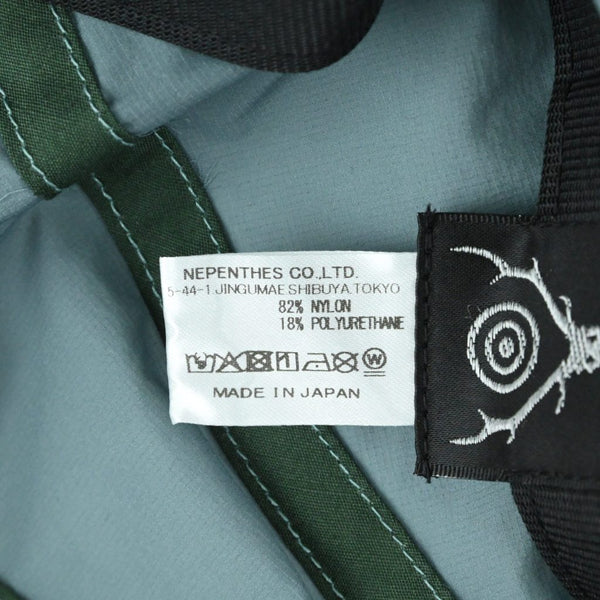 NEPENTHES CO.,LTD.
5-44-1 JINGUMAE SHIBUYA.TOKYO
82% NYLON
18% POLYURETHANE
MADE IN JAPAN